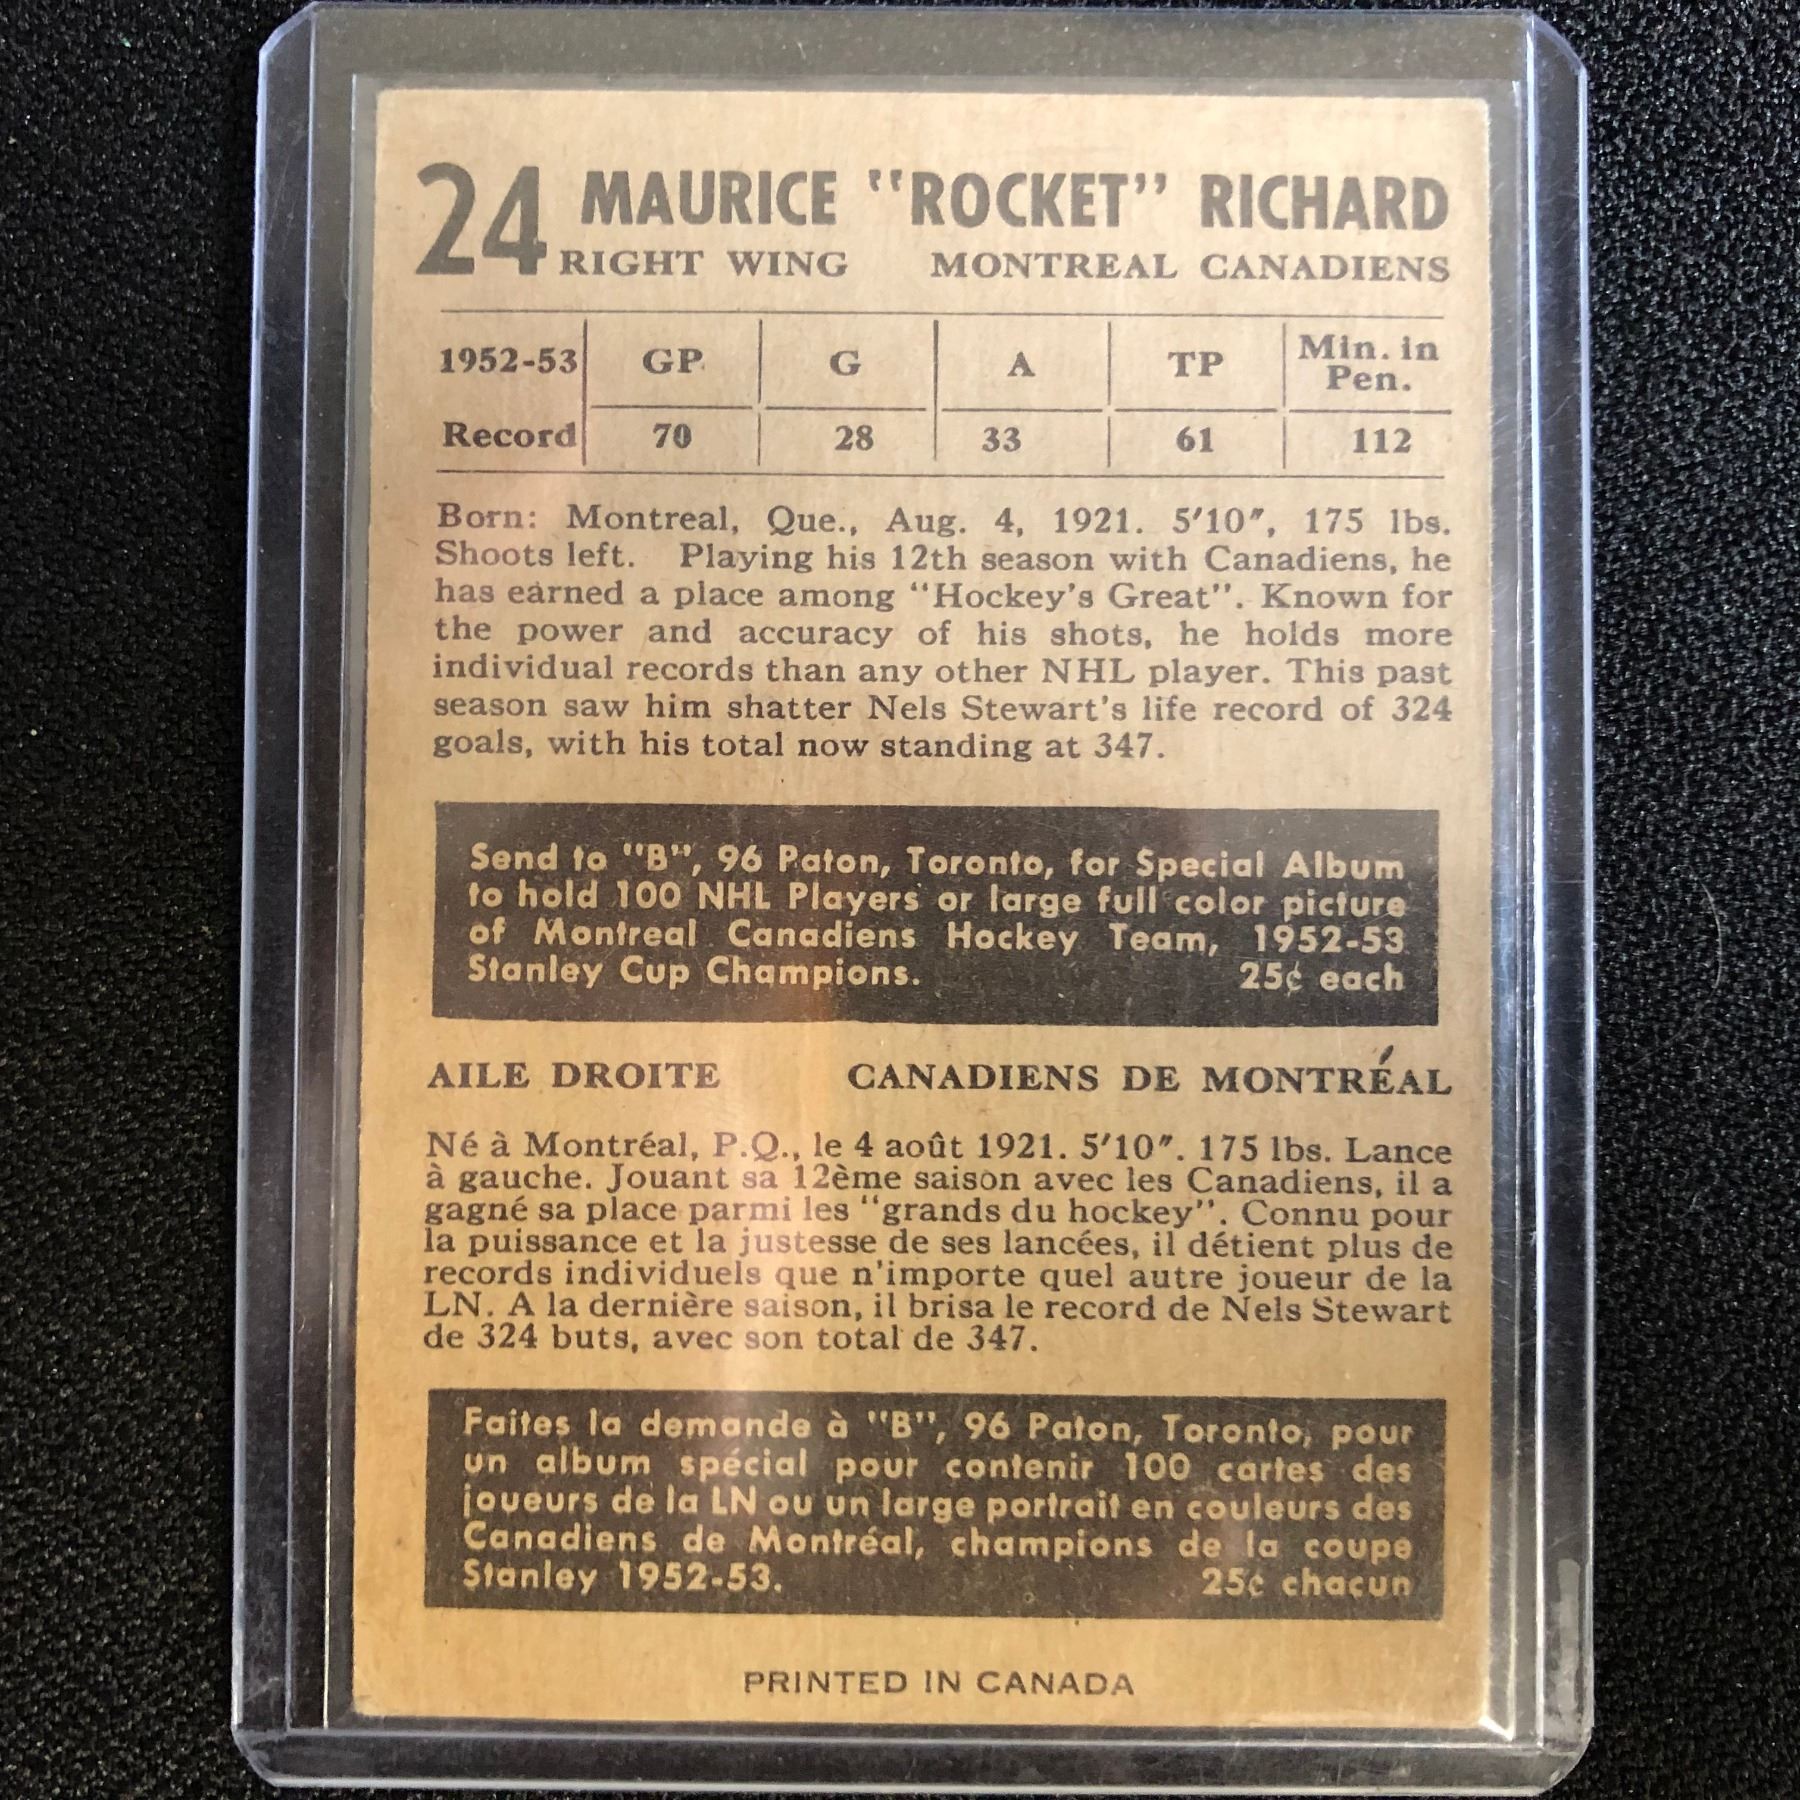 24 MAURICE "ROCKET" RICHARD
RIGHT WING MONTREAL CANADIENS
1952-53 GP. G A TP Min. in Pen.
Record 70 28 33 61 112
Born: Montreal, Que., Aug. 4, 1921. 5'10", 175 lbs.
Shoots left. Playing his 12th season with Canadiens, he
has earned a place among "Hockey's Great". Known for
the power and accuracy of his shots, he holds more
individual records than any other NHL player. This past
season saw him shatter Nels Stewart's life record of 324
goals, with his total now standing at 347.
Send to "B", 96 Paton, Toronto, for Special Album
to hold 100 NHL Players or large full color picture
of Montreal Canadiens Hockey Team, 1952-53
Stanley Cup Champions. 25¢ each
AILE DROITE CANADIENS DE MONTRÉAL
Né à Montréal, P.Q., le 4 août 1921. 5'10". 175 lbs. Lance
à gauche. Jouant sa 12ème saison avec les Canadiens, il a
gagné sa place parmi les "grands du hockey". Connu pour
la puissance et la justesse de ses lancées, il détient plus de
records individuels que n'importe quel autre joueur de la
LN. A la dernière saison, il brisa le record de Nels Stewart
de 324 buts, avec son total de 347.
Faites la demande à "B", 96 Paton, Toronto, pour
un album spécial pour contenir 100 cartes des
joueurs de la LN ou un large portrait en couleurs des
Canadiens de Montréal, champions de la coupe
Stanley 1952-53. 25¢ chacun
PRINTED IN CANADA